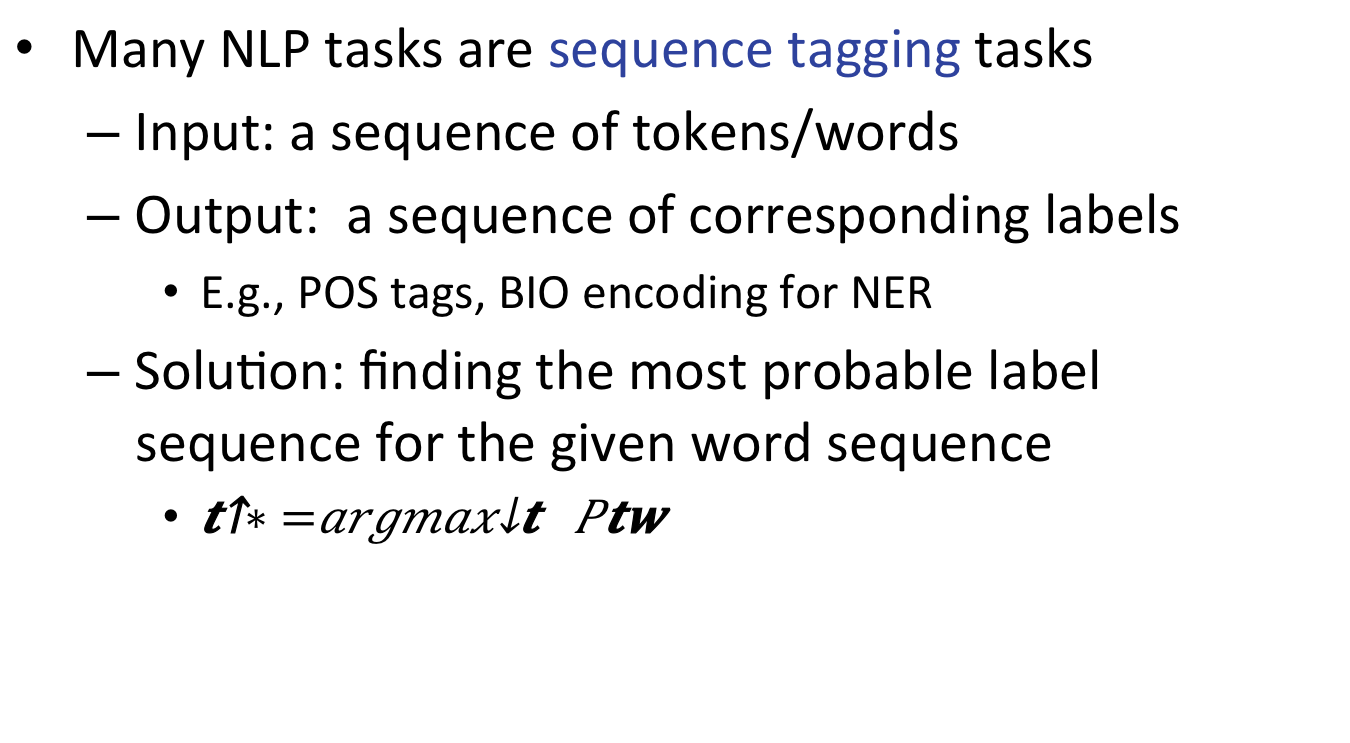 • Many NLP tasks are sequence tagging tasks
– Input: a sequence of tokens/words
– Output: a sequence of corresponding labels
• E.g., POS tags, BIO encoding for NER
– Solution: finding the most probable label
sequence for the given word sequence
• 𝒕↑∗ =𝑎𝑟𝑔𝑚𝑎𝑥↓𝒕 𝑃𝒕𝒘